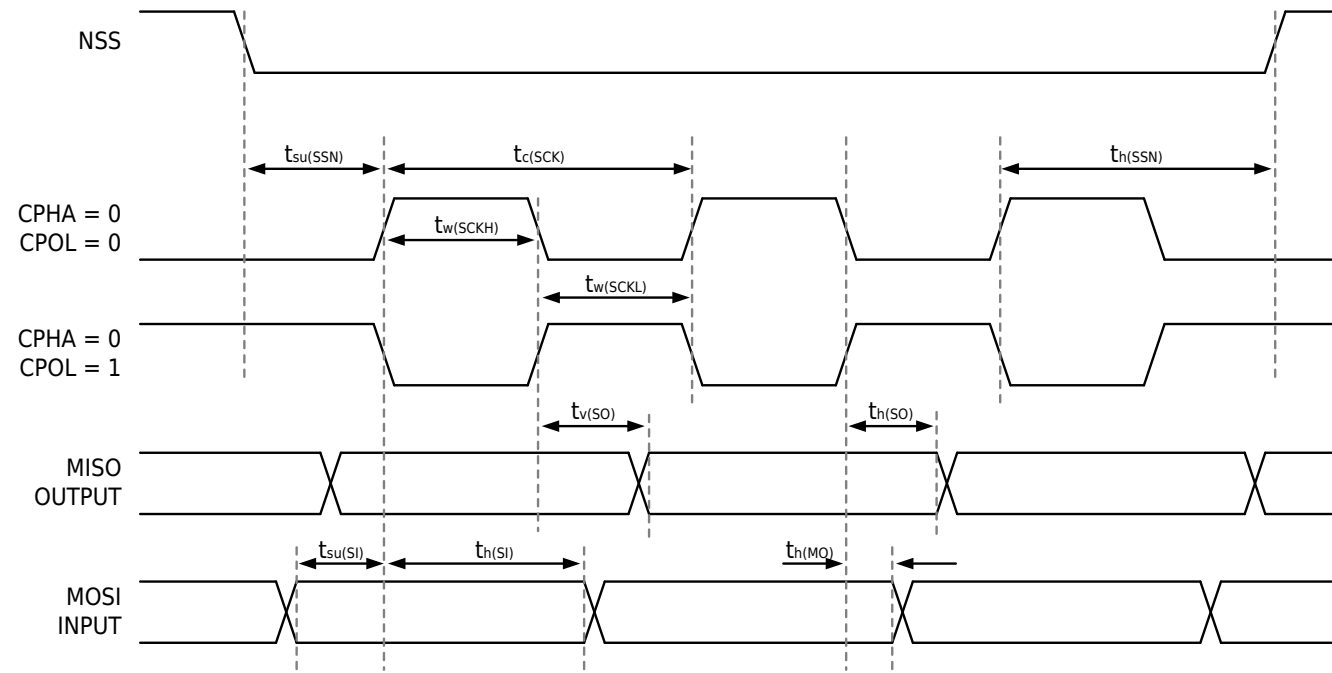 NSS
tsu(SSN)
tc(SCK)
th(SSN)
CPHA = 0
CPOL = 0
tw(SCKH)
tw(SCKL)
CPHA = 0
CPOL = 1
tv(SO)
th(SO)
MISO
OUTPUT
tsu(SI)
th(SI)
th(MO)
MOSI
INPUT